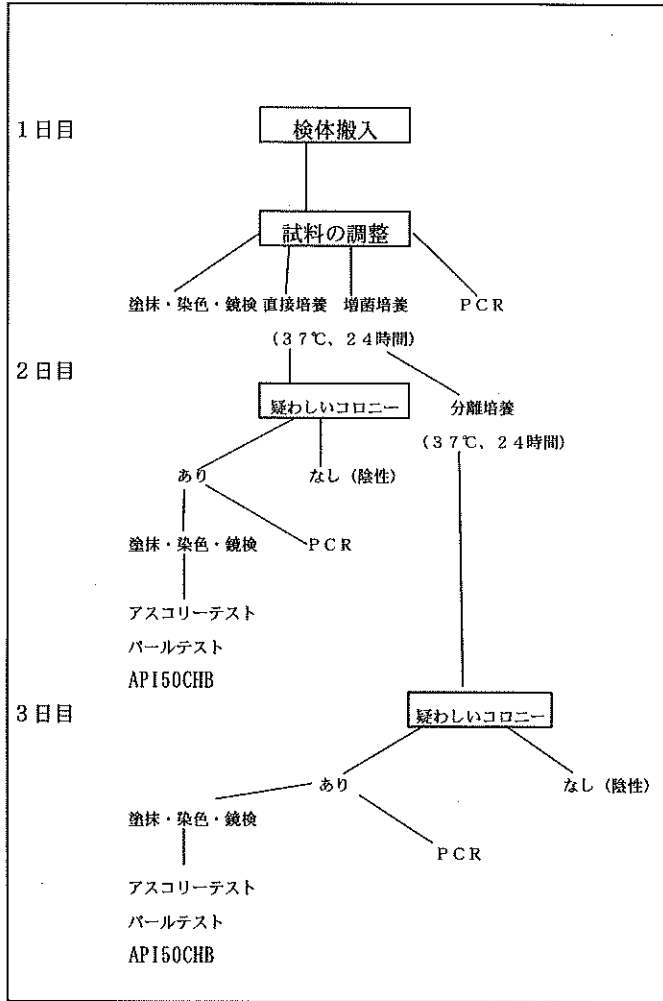 1日目
検体搬入
試料の調整
塗抹・染色・鏡検 直接培養 増菌培養 PCR
(37℃、24時間)
2日目
疑わしいコロニー
分離培養
(37℃、24時間)
あり
なし(陰性)
塗抹・染色・鏡検
PCR
アスコリーテスト
パールテスト
API50CHB
3日目
疑わしいコロニー
あり
なし(陰性)
塗抹・染色・鏡検
PCR
アスコリーテスト
パールテスト
API50CHB